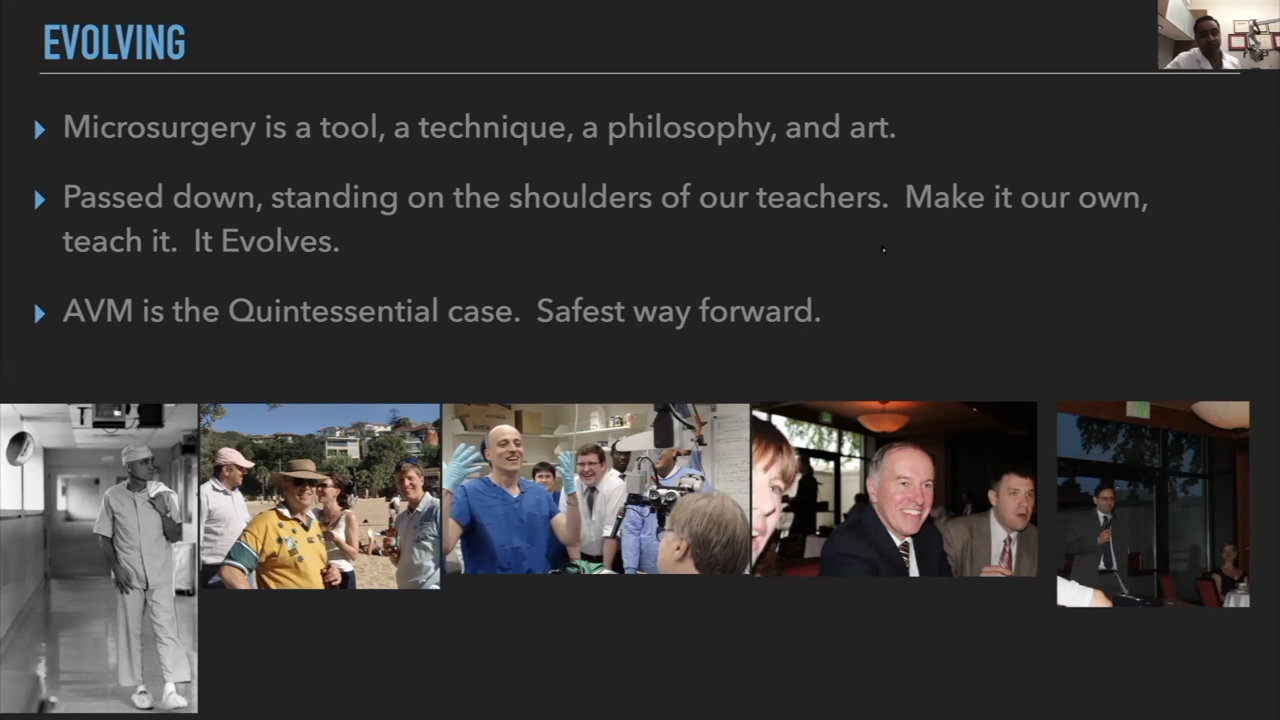 EVOLVING
Microsurgery is a tool, a technique, a philosophy, and art.
Passed down, standing on the shoulders of our teachers.  Make it our own,
teach it.  It Evolves.
AVM is the Quintessential case.  Safest way forward.